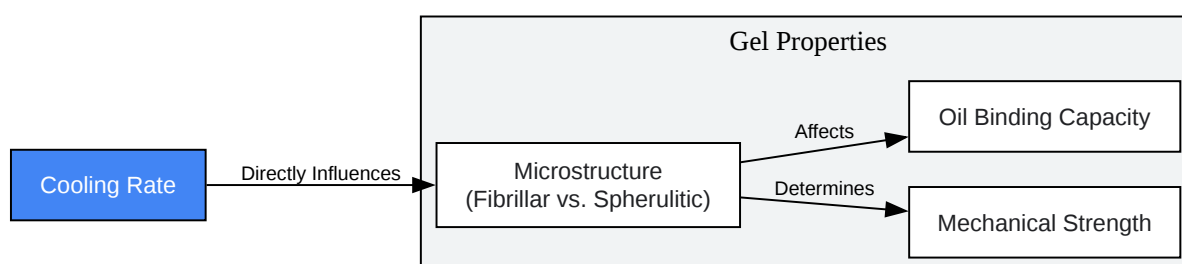 Gel Properties
Cooling Rate
Directly Influences
Microstructure
(Fibrillar vs. Spherulitic)
Affects
Oil Binding Capacity
Determines
Mechanical Strength